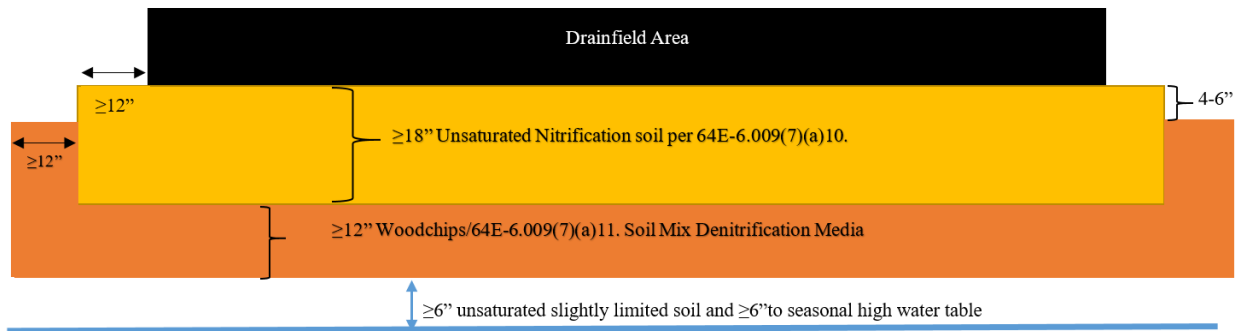 Drainfield Area
≥12”
4-6”
≥18” Unsaturated Nitrification soil per 64E-6.009(7)(a)10.
≥12”
≥12” Woodchips/64E-6.009(7)(a)11. Soil Mix Denitrification Media
≥6” unsaturated slightly limited soil and ≥6”to seasonal high water table